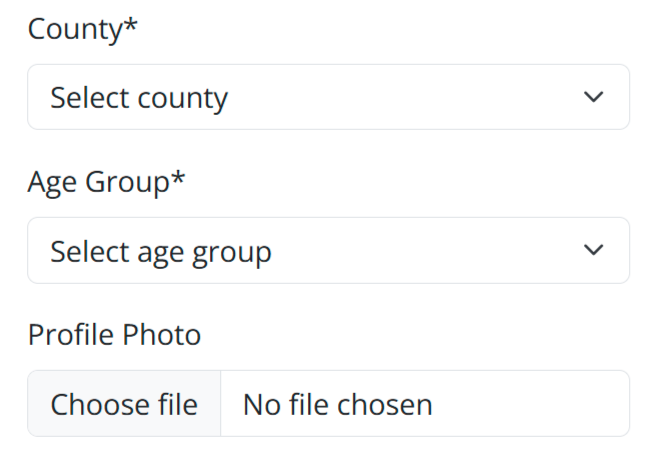 County*
Select county
Age Group*
Select age group
Profile Photo
Choose file No file chosen